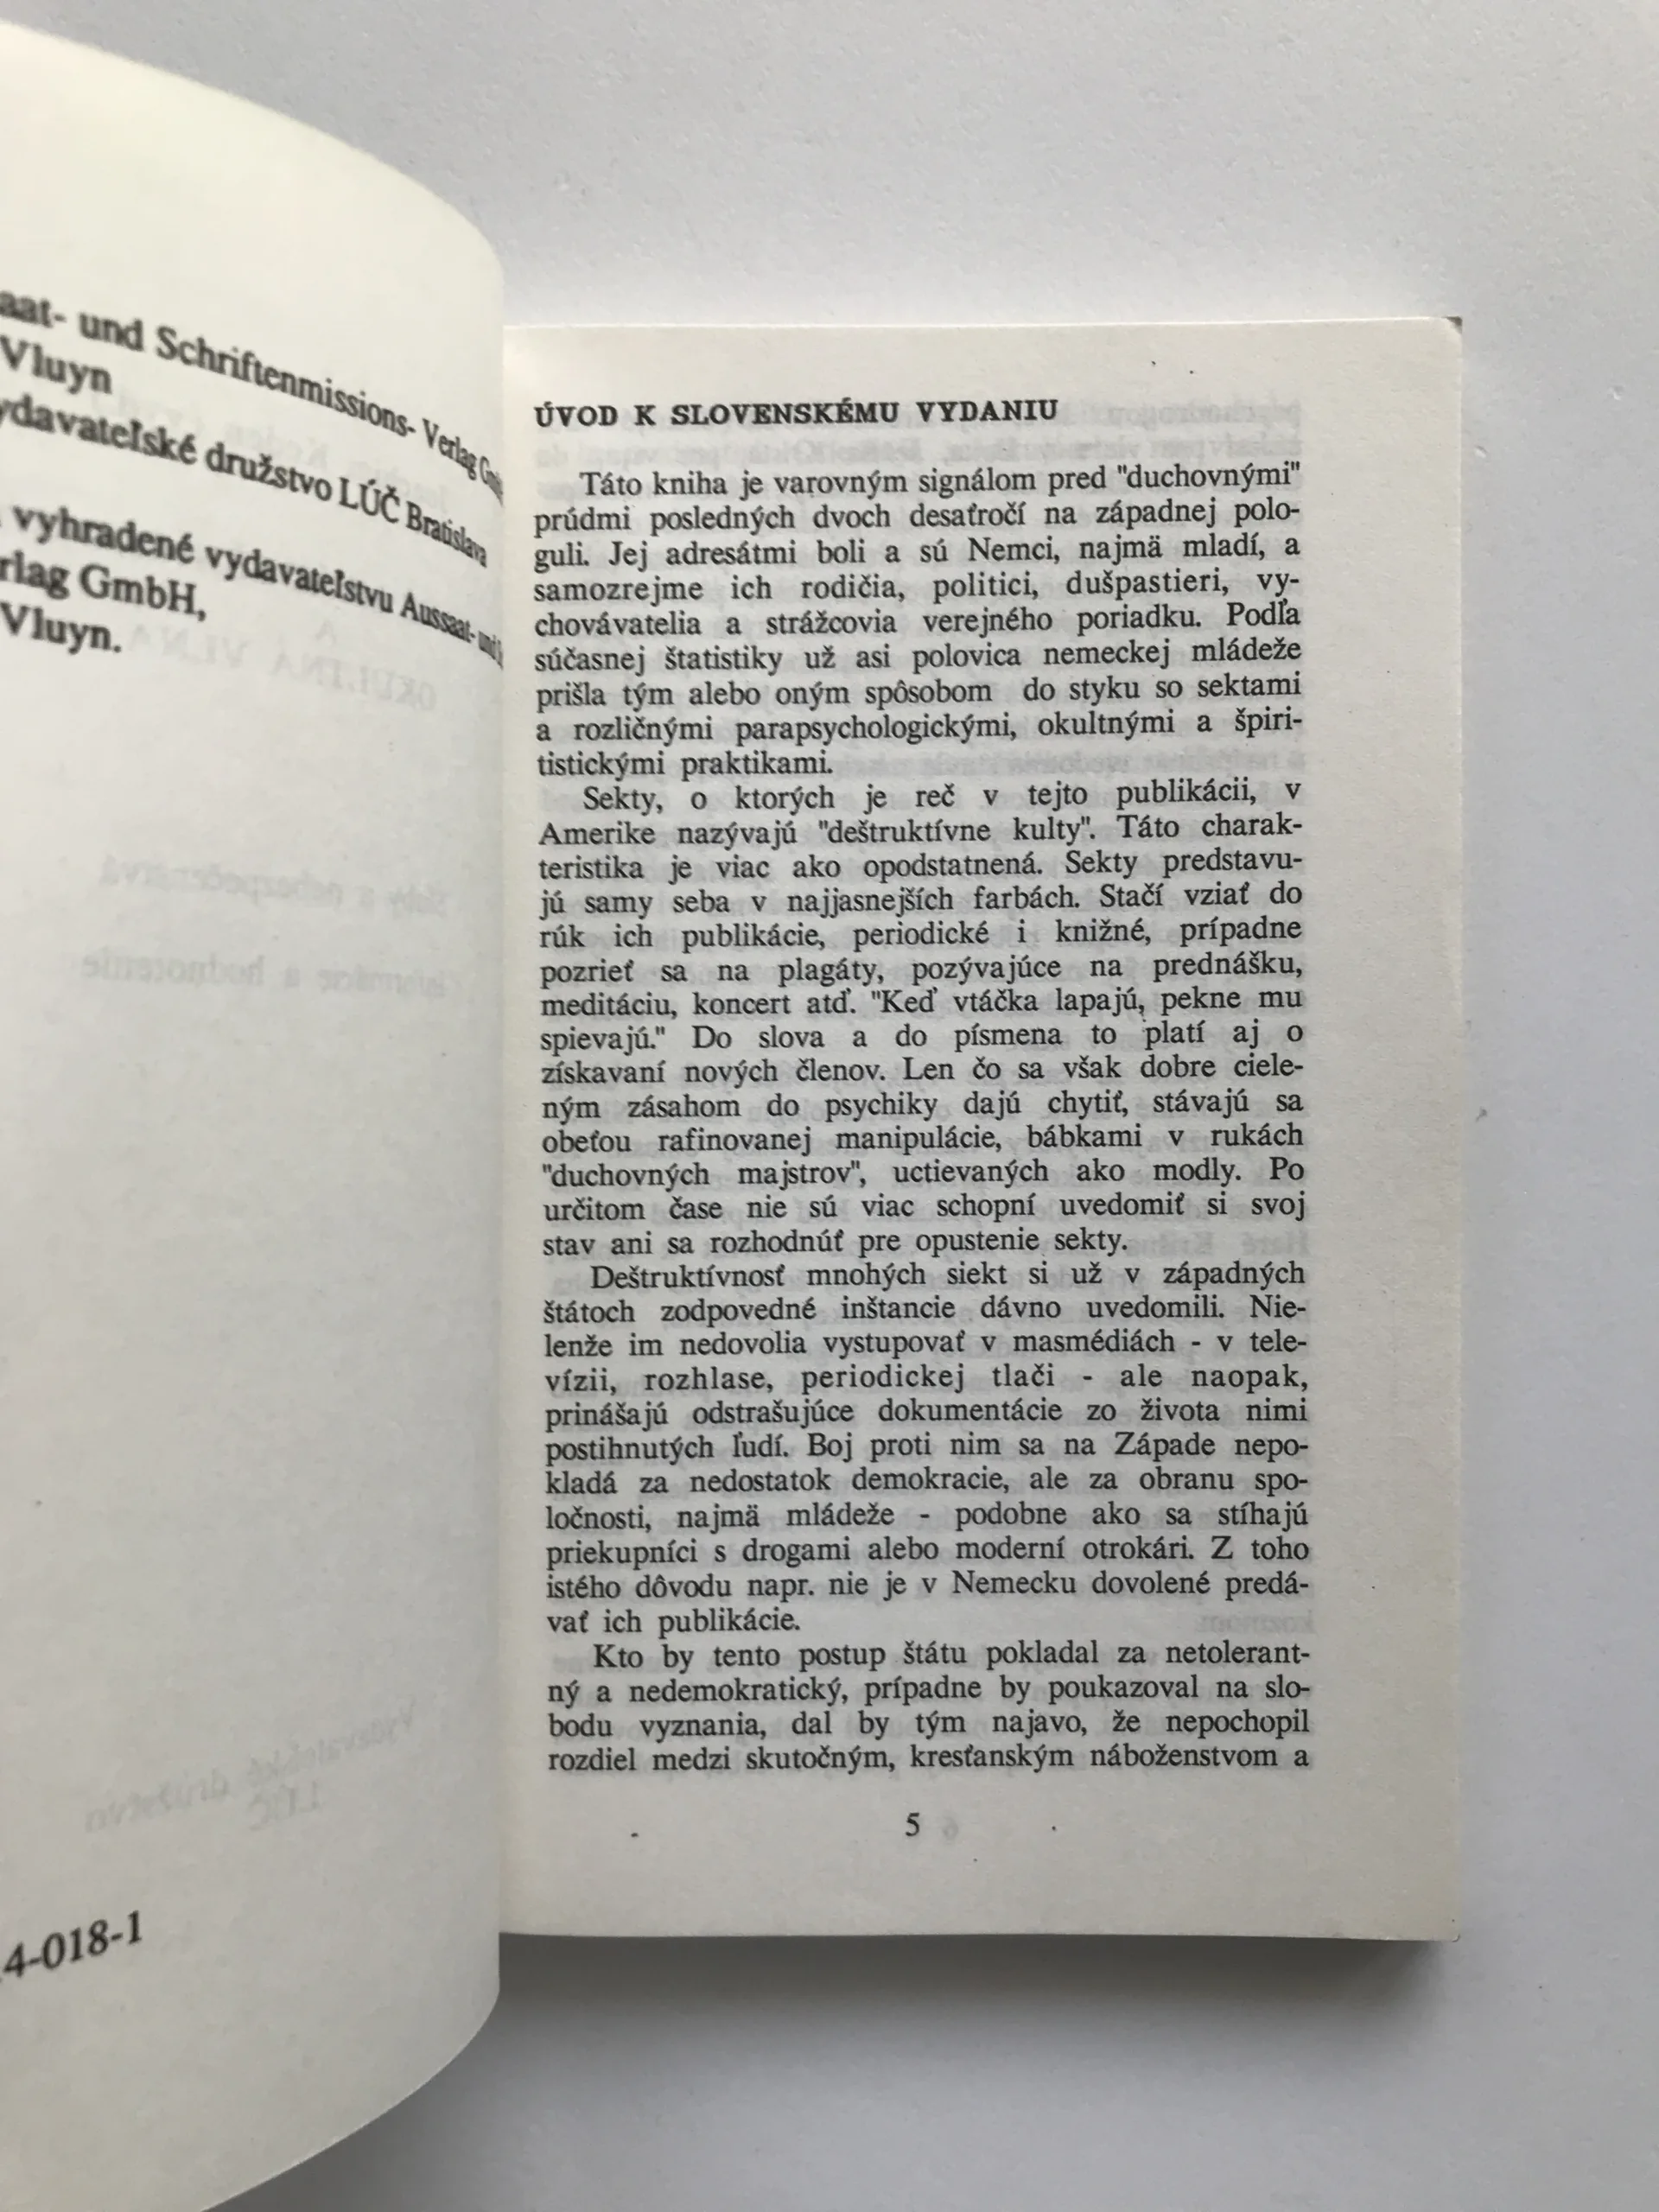 aat- und Schriftenmissions- Verlag
Vluyn
ydavateľské družstvo LÚČ Bratislava
vyhradené vydavateľstvu Aussaat- und
rlag GmbH,
Vluyn.
4-018-1
ÚVOD K SLOVENSKÉMU VYDANIU
Táto kniha je varovným signálom pred "duchovnými"
prúdmi posledných dvoch desaťročí na západnej polo-
guli. Jej adresátmi boli a sú Nemci, najmä mladí, a
samozrejme ich rodičia, politici, dušpastieri, vy-
chovávatelia a strážcovia verejného poriadku. Podľa
súčasnej štatistiky už asi polovica nemeckej mládeže
prišla tým alebo oným spôsobom do styku so sektami
a rozličnými parapsychologickými, okultnými a špiri-
tistickými praktikami.
Sekty, o ktorých je reč v tejto publikácii, v
Amerike nazývajú "deštruktívne kulty". Táto charak-
teristika je viac ako opodstatnená. Sekty predstavu-
jú samy seba v najjasnejších farbách. Stačí vziať do
rúk ich publikácie, periodické i knižné, prípadne
pozrieť sa na plagáty, pozývajúce na prednášku,
meditáciu, koncert atď. "Keď vtáčka lapajú, pekne mu
spievajú." Do slova a do písmena to platí aj o
získavaní nových členov. Len čo sa však dobre ciele-
ným zásahom do psychiky dajú chytiť, stávajú sa
obeťou rafinovanej manipulácie, bábkami v rukách
"duchovných majstrov", uctievaných ako modly. Po
určitom čase nie sú viac schopní uvedomiť si svoj
stav ani sa rozhodnúť pre opustenie sekty.
Deštruktívnosť mnohých siekt si už v západných
štátoch zodpovedné inštancie dávno uvedomili. Nie-
lenže im nedovolia vystupovať v masmédiách - v tele-
vízii, rozhlase, periodickej tlači - ale naopak,
prinášajú odstrašujúce dokumentácie zo života nimi
postihnutých ľudí. Boj proti nim sa na Západe nepo-
kladá za nedostatok demokracie, ale za obranu spo-
ločnosti, najmä mládeže - podobne ako sa stíhajú
priekupníci s drogami alebo moderní otrokári. Z toho
istého dôvodu napr. nie je v Nemecku dovolené predá-
vať ich publikácie.
Kto by tento postup štátu pokladal za netolerant-
ný a nedemokratický, prípadne by poukazoval na slo-
bodu vyznania, dal by tým najavo, že nepochopil
rozdiel medzi skutočným, kresťanským náboženstvom a
5